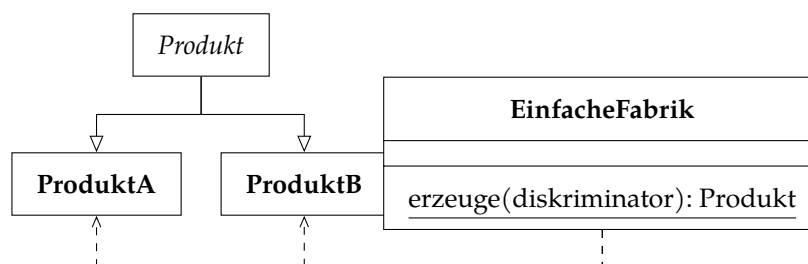 Produkt
EinfacheFabrik
ProduktA
ProduktB
erzeuge(diskriminator): Produkt